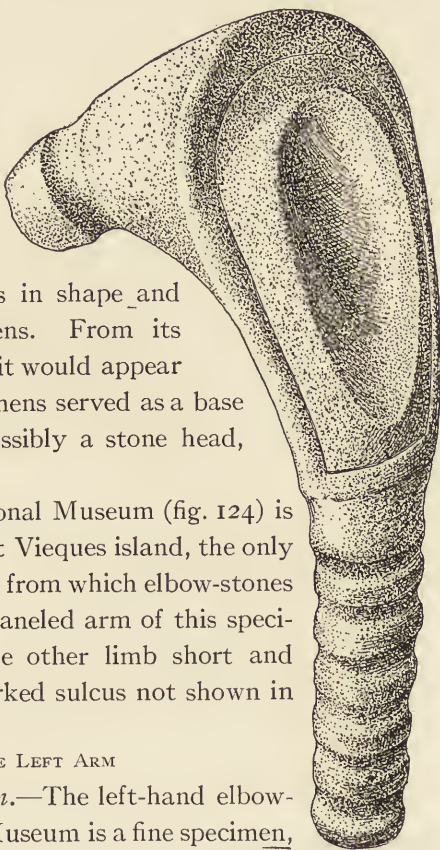 s in shape and
ens. From its
it would appear
nens served as a base
ssibly a stone head,
onal Museum (fig. 124) is
t Vieques island, the only
from which elbow-stones
aneled arm of this speci-
e other limb short and
rked sulcus not shown in
E LEFT ARM
n.—The left-hand elbow-
Museum is a fine specimen,